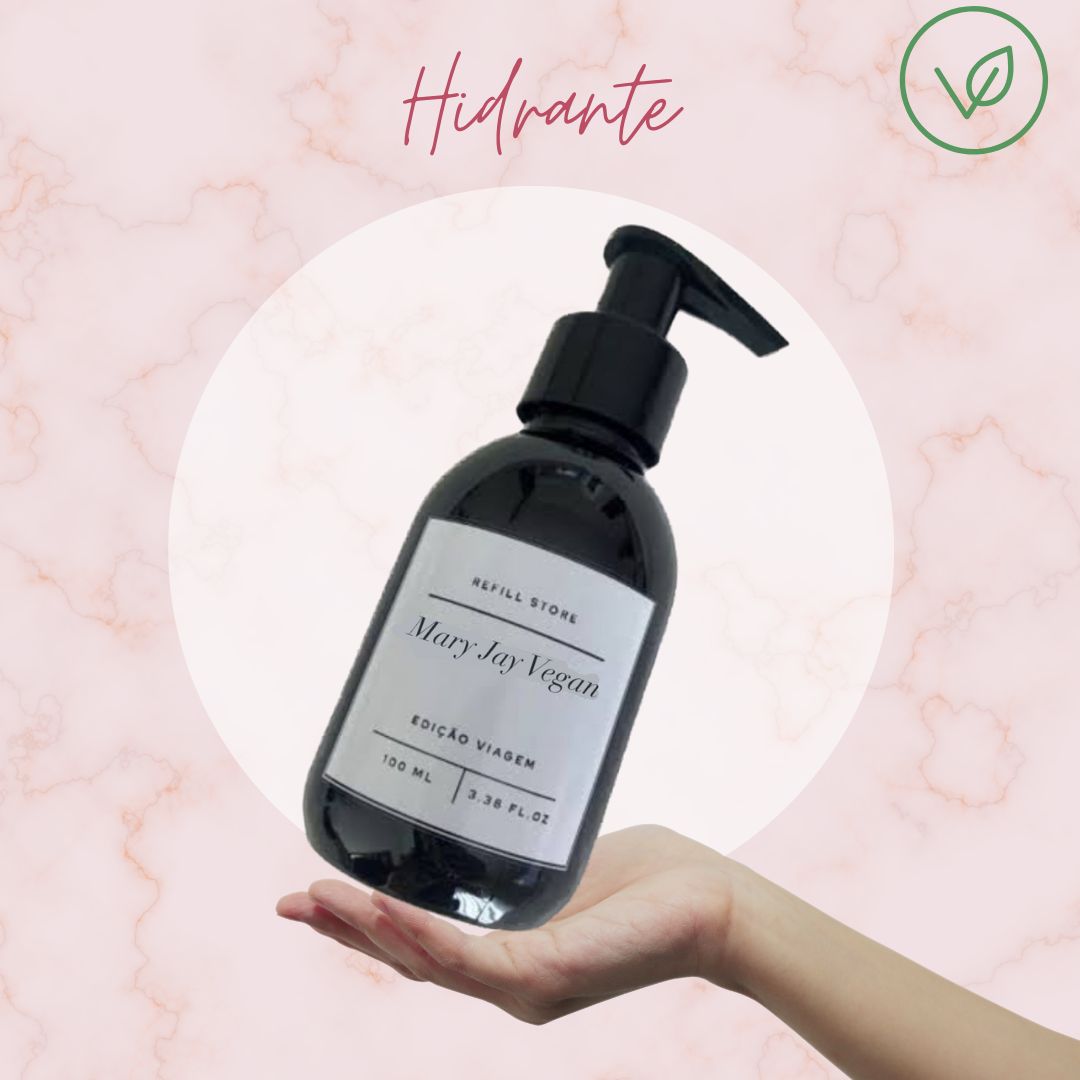 Hidrante
REFILL STORE
Mary Jay Vegan
EDIÇÃO VIAGEM
100 ML
3.38 FL.OZ